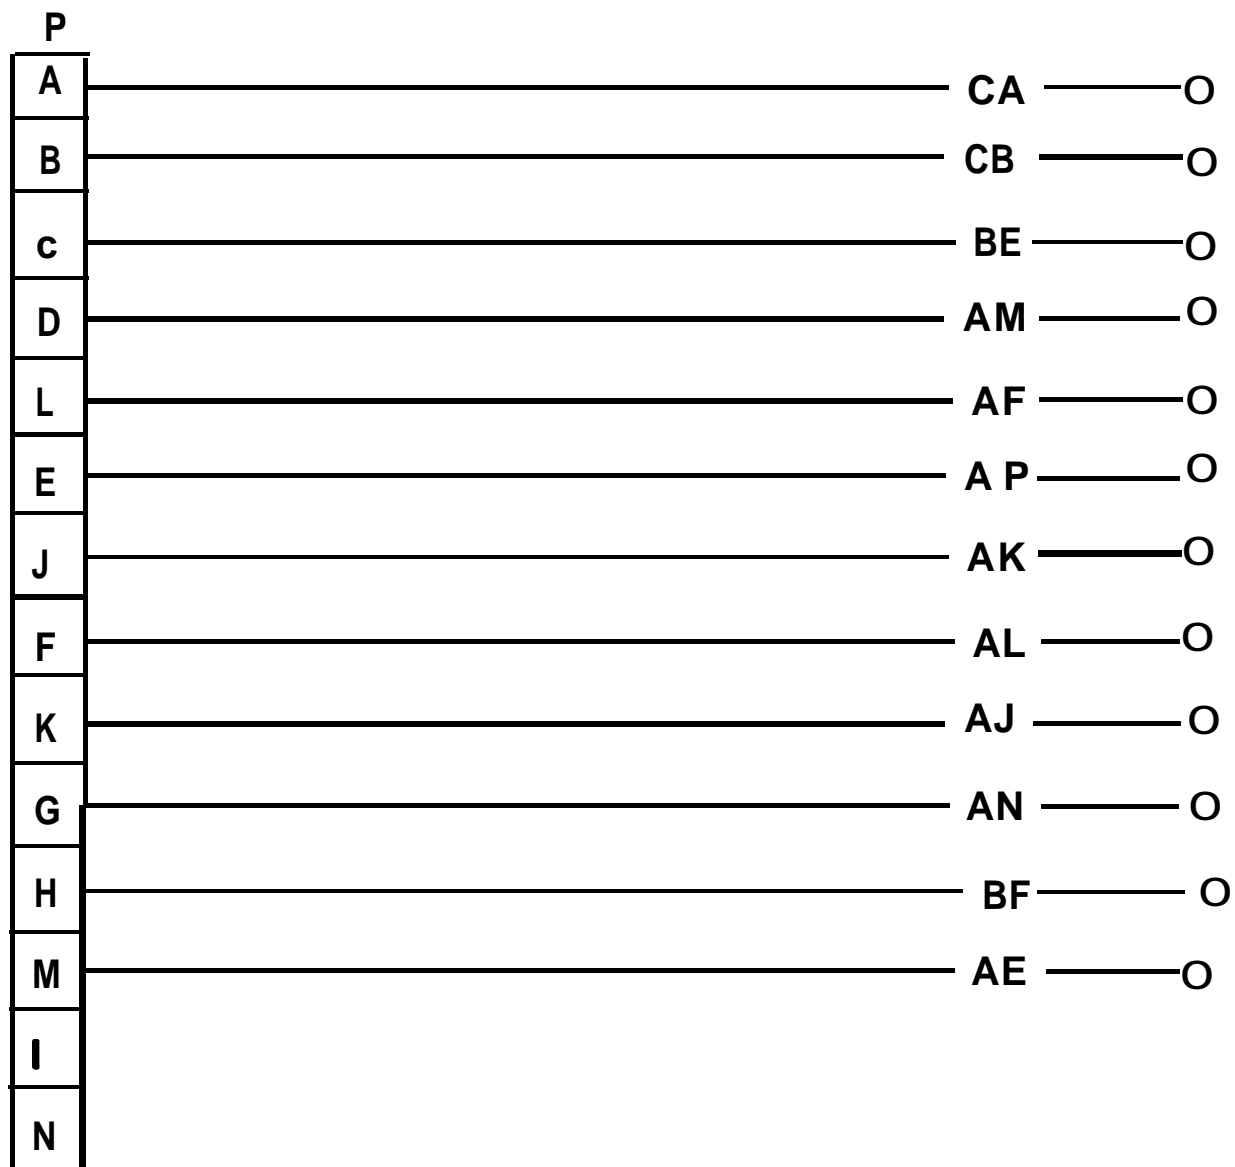 P
A CA O
B CB O
c BE O
D AM O
L AF O
E A P O
J AK O
F AL O
K AJ O
G AN O
H BF O
M AE O
I
N